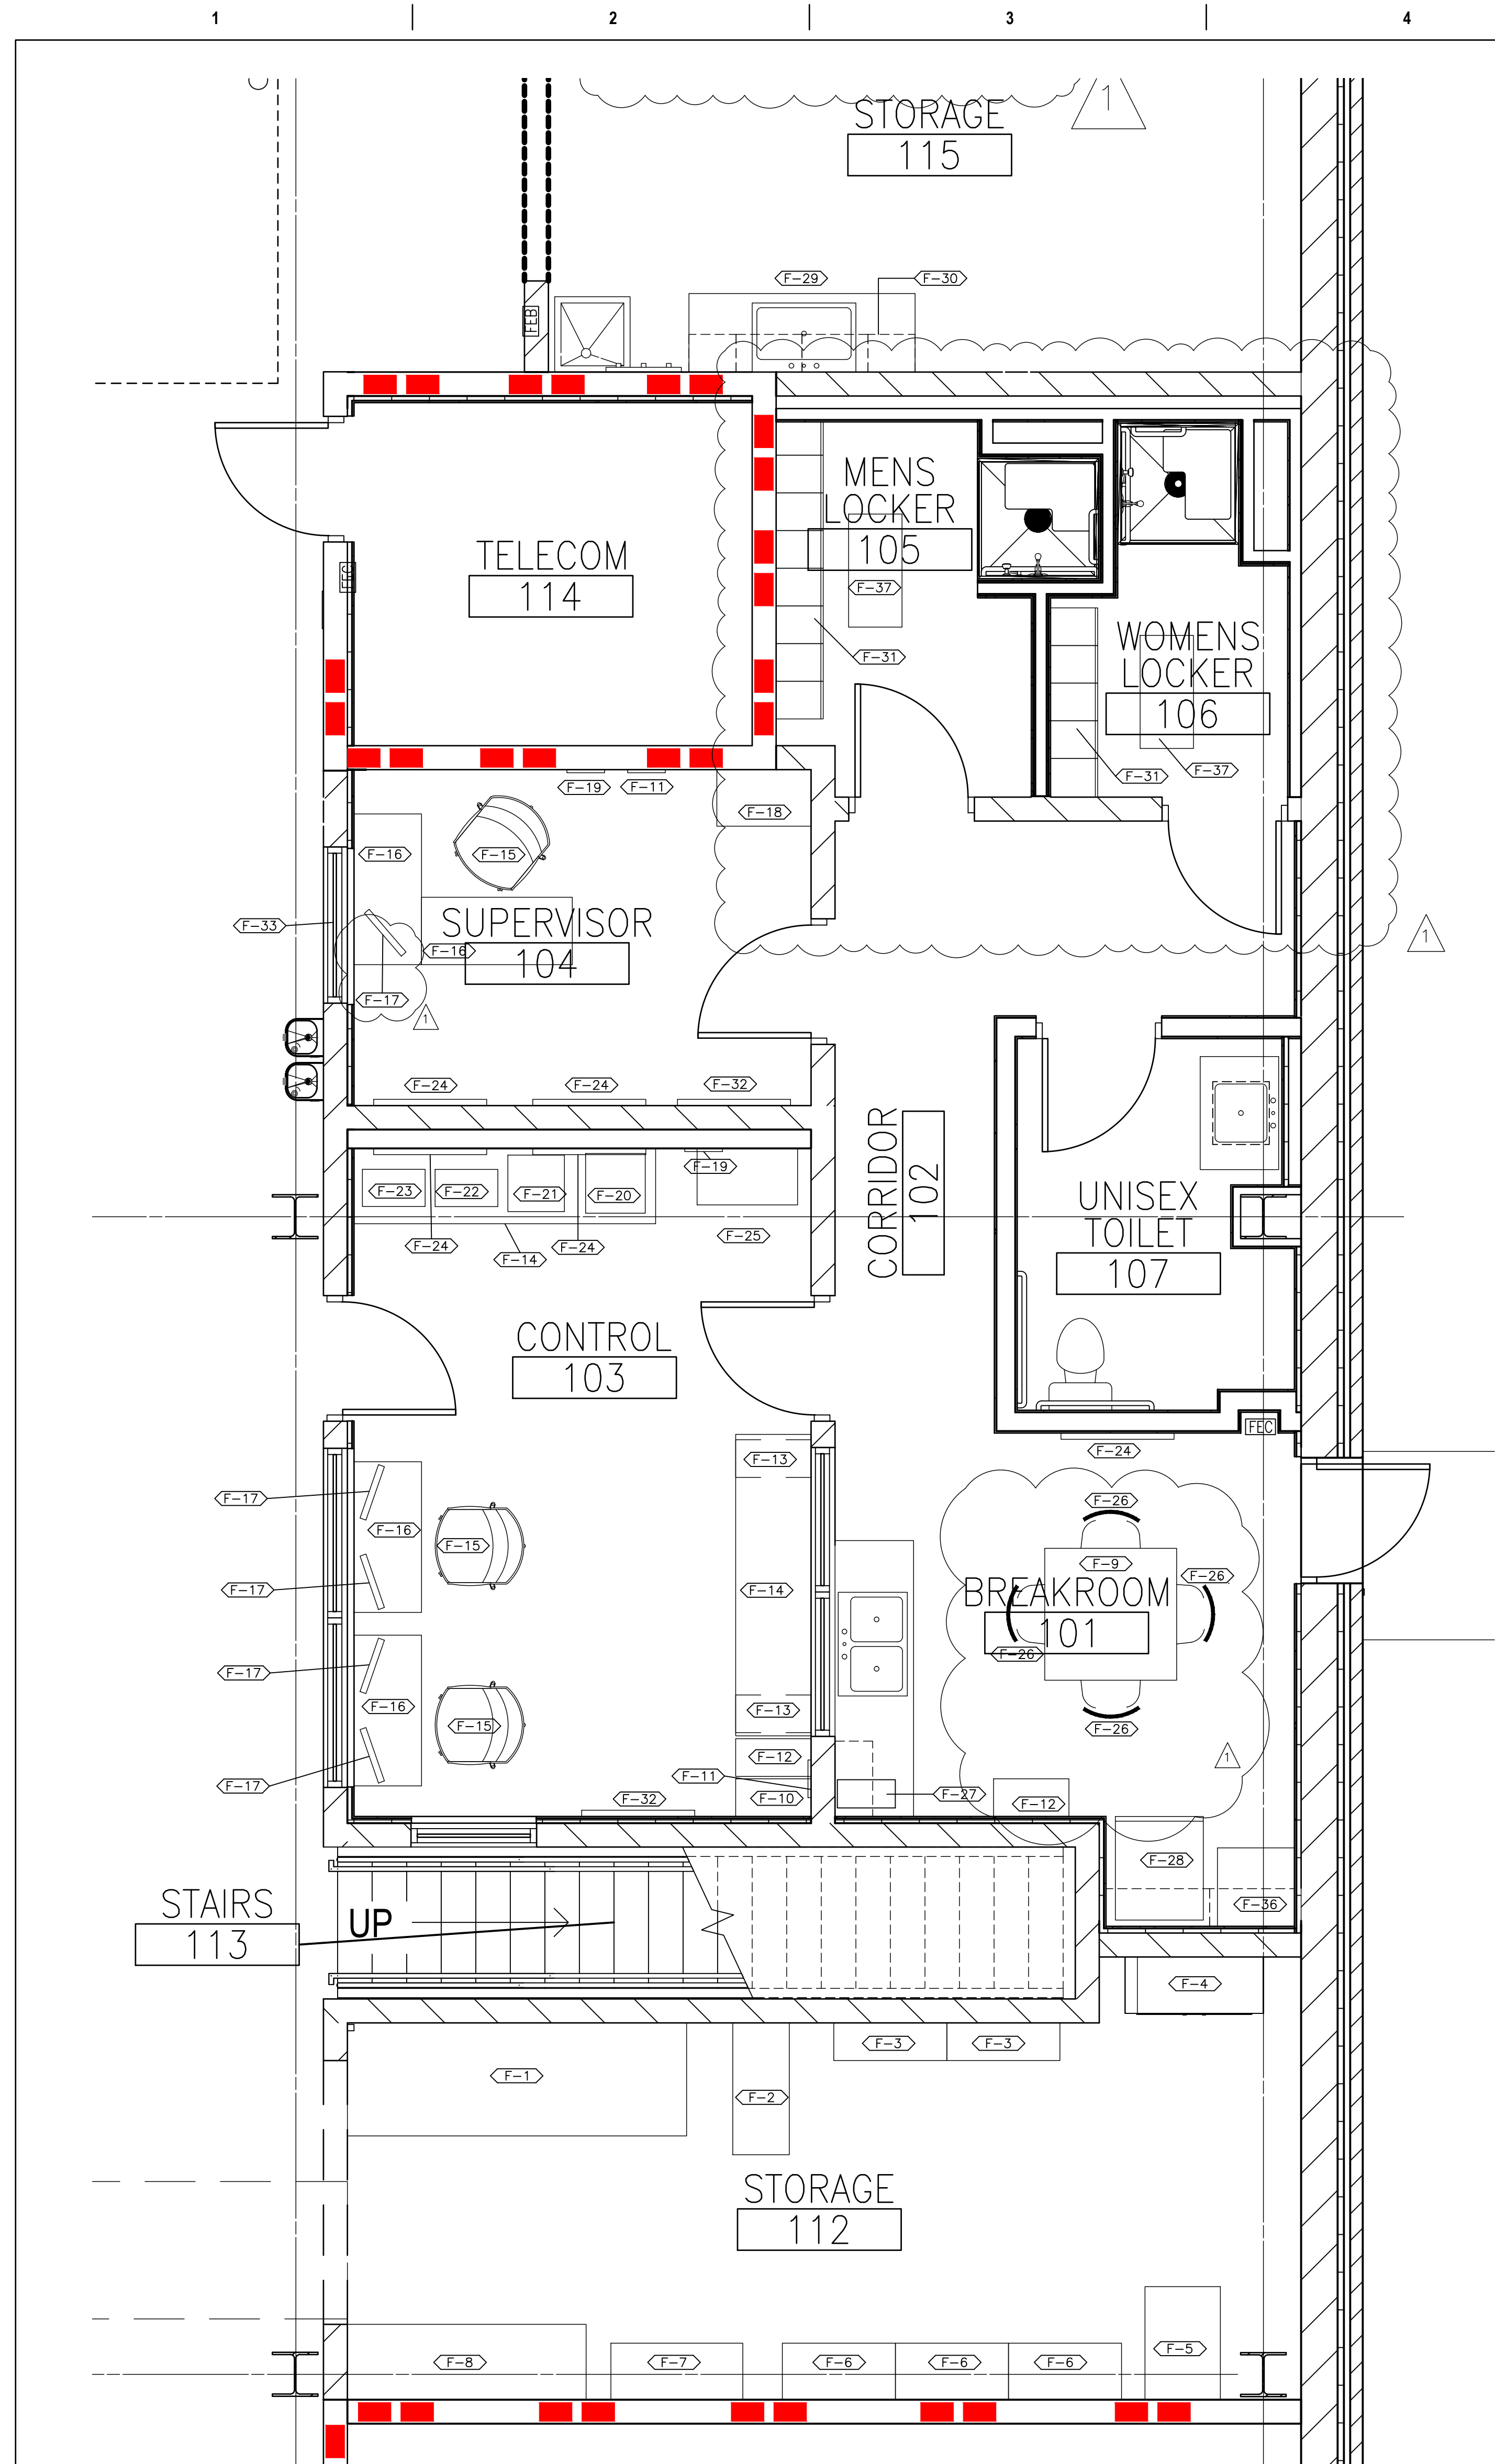 1
2
3
4
1
STORAGE
115
F-29
F-30
FEB
MENS
LOCKER
105
TELECOM
114
FEC
F-37
F-31
WOMENS
LOCKER
106
F-31
F-37
F-19
F-11
F-18
F-16
F-15
F-33
SUPERVISOR
104
F-16
1
F-17
1
F-24
F-24
F-32
CORRIDOR
102
F-19
F-23
F-22
F-21
F-20
F-24
F-14
F-24
F-25
UNISEX
TOILET
107
CONTROL
103
FEC
F-24
F-13
F-17
F-26
F-16
F-15
F-9
F-26
F-17
F-14
BREAKROOM
101
F-26
F-17
F-16
F-15
F-13
F-26
F-12
1
F-11
F-17
F-10
F-32
F-27
F-12
F-28
F-36
STAIRS
113
UP
F-4
F-3
F-3
F-1
F-2
STORAGE
112
F-8
F-7
F-6
F-6
F-6
F-5